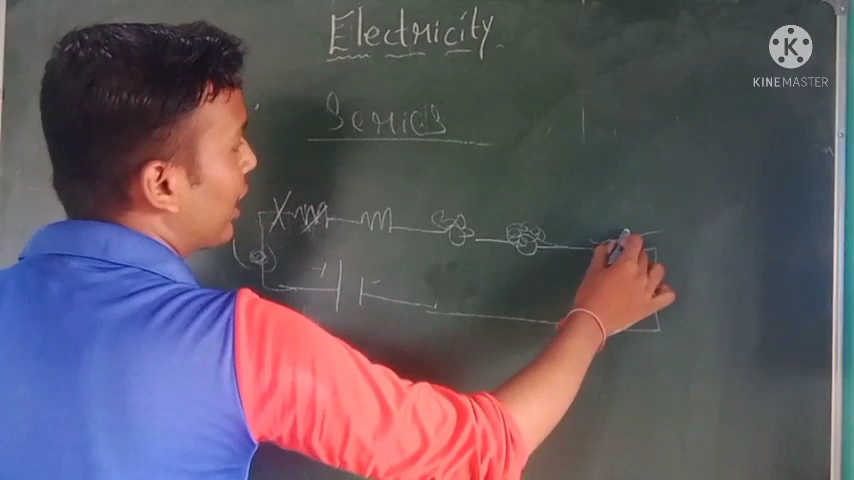 Electricity.
Series
K
KINEMASTER
+
-